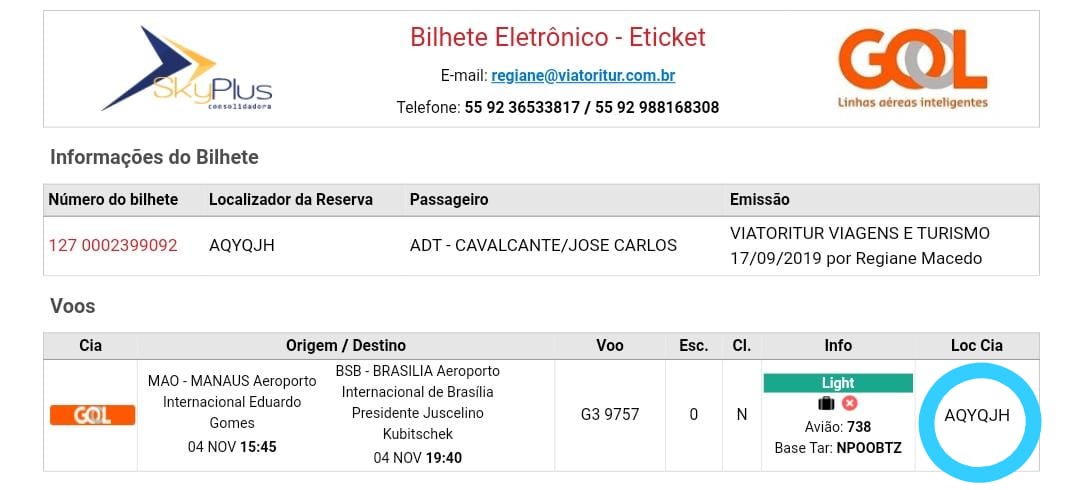 SkyPlus
consolidadora
Bilhete Eletrônico - Eticket
E-mail: regiane@viatoritur.com.br
Telefone: 55 92 36533817 / 55 92 988168308
GOL
Linhas aéreas inteligentes
Informações do Bilhete
Número do bilhete Localizador da Reserva Passageiro Emissão
127 0002399092 AQYQJH ADT - CAVALCANTE/JOSE CARLOS
VIATORITUR VIAGENS E TURISMO
17/09/2019 por Regiane Macedo
Voos
Cia Origem / Destino Voo Esc. Cl. Info Loc Cia
GOL
MAO - MANAUS Aeroporto
Internacional Eduardo
Gomes
04 NOV 15:45
BSB - BRASILIA Aeroporto
Internacional de Brasília
Presidente Juscelino
Kubitschek
04 NOV 19:40
G3 9757
0
N
Light
Avião: 738
Base Tar: NPOOBTZ
AQYQJH